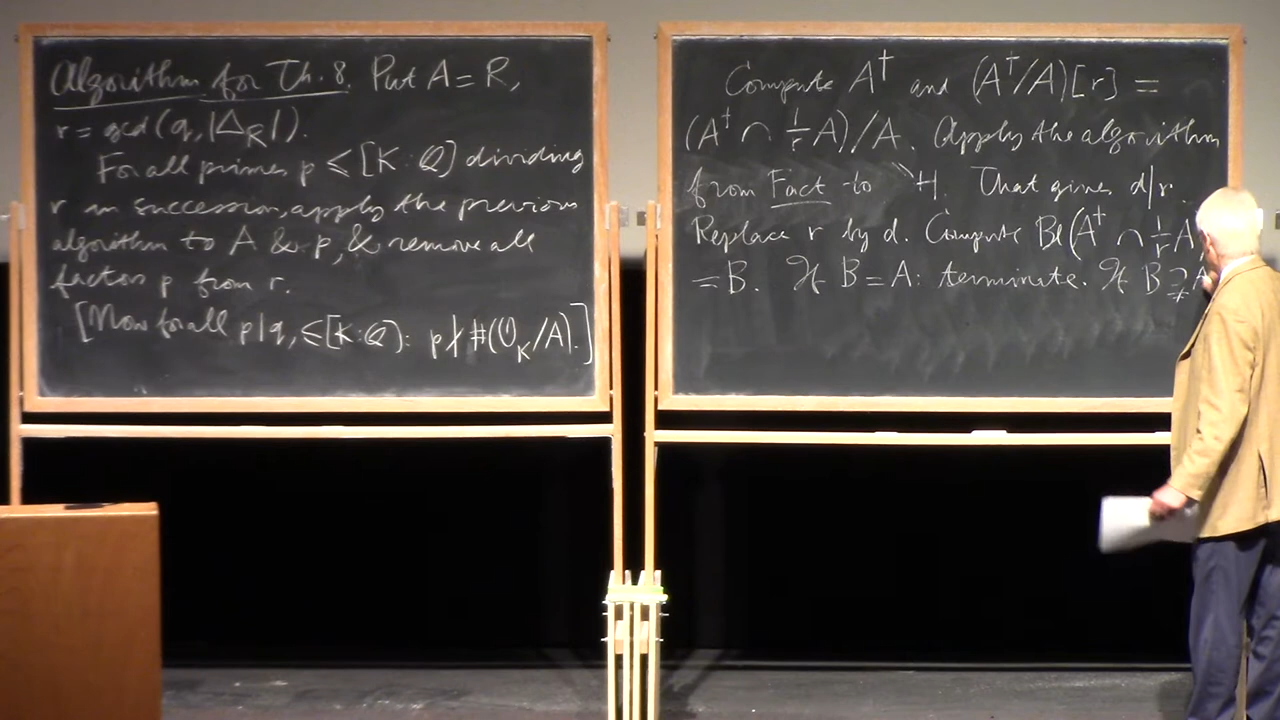 Algorithm for Th. 8. Put A = R,
r = gcd(q, |Δ_R|).
For all primes p ≤ [K:Q] dividing
r in succession, apply the previous
algorithm to A & p, & remove all
factors p from r.
[Now for all p|q, ≤[K:Q]: p∤#(O_K/A).]
Compute A† and (A†/A)[r] =
(A† ∩ 1/r A)/A. Apply the algorithm
from Fact to H. That gives d|r.
Replace r by d. Compute Bl(A† ∩ 1/r A
= B. If B = A: terminate. If B ⊋ A